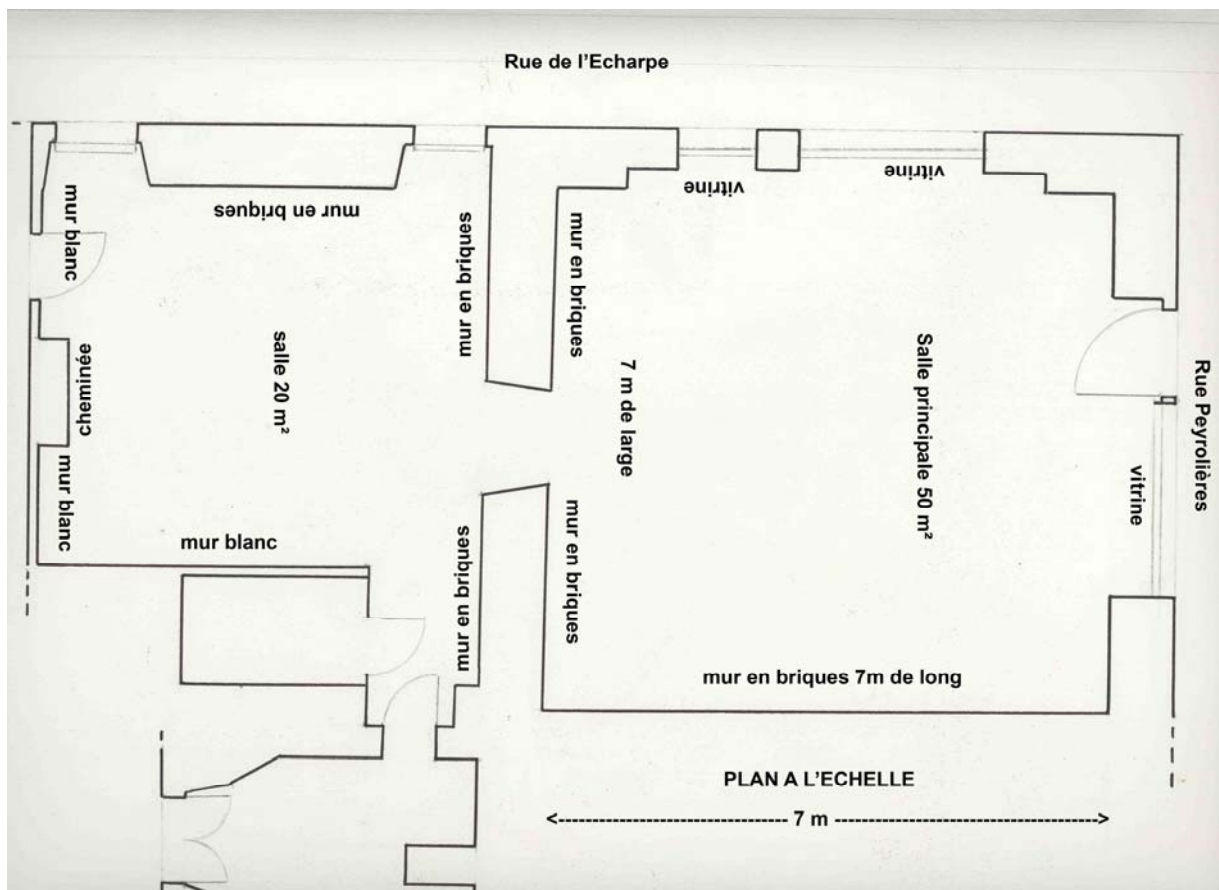 Rue de l'Echarpe
vitrine
vitrine
mur blanc
mur en briques
mur en briques
mur en briques
cheminée
salle 20 m²
7 m de large
Salle principale 50 m²
Rue Peyrolières
vitrine
mur blanc
mur blanc
mur en briques
mur en briques
mur en briques 7m de long
PLAN A L'ECHELLE
7 m